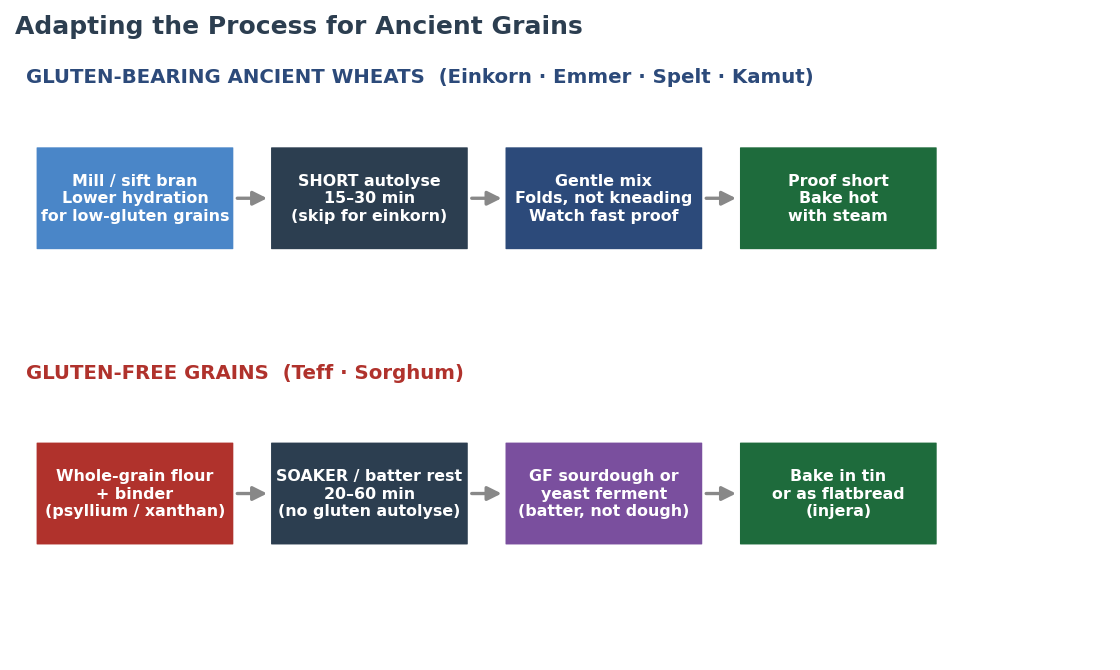 Adapting the Process for Ancient Grains
GLUTEN-BEARING ANCIENT WHEATS  (Einkorn · Emmer · Spelt · Kamut)
Mill / sift bran
Lower hydration
for low-gluten grains
SHORT autolyse
15–30 min
(skip for einkorn)
Gentle mix
Folds, not kneading
Watch fast proof
Proof short
Bake hot
with steam
GLUTEN-FREE GRAINS  (Teff · Sorghum)
Whole-grain flour
+ binder
(psyllium / xanthan)
SOAKER / batter rest
20–60 min
(no gluten autolyse)
GF sourdough or
yeast ferment
(batter, not dough)
Bake in tin
or as flatbread
(injera)